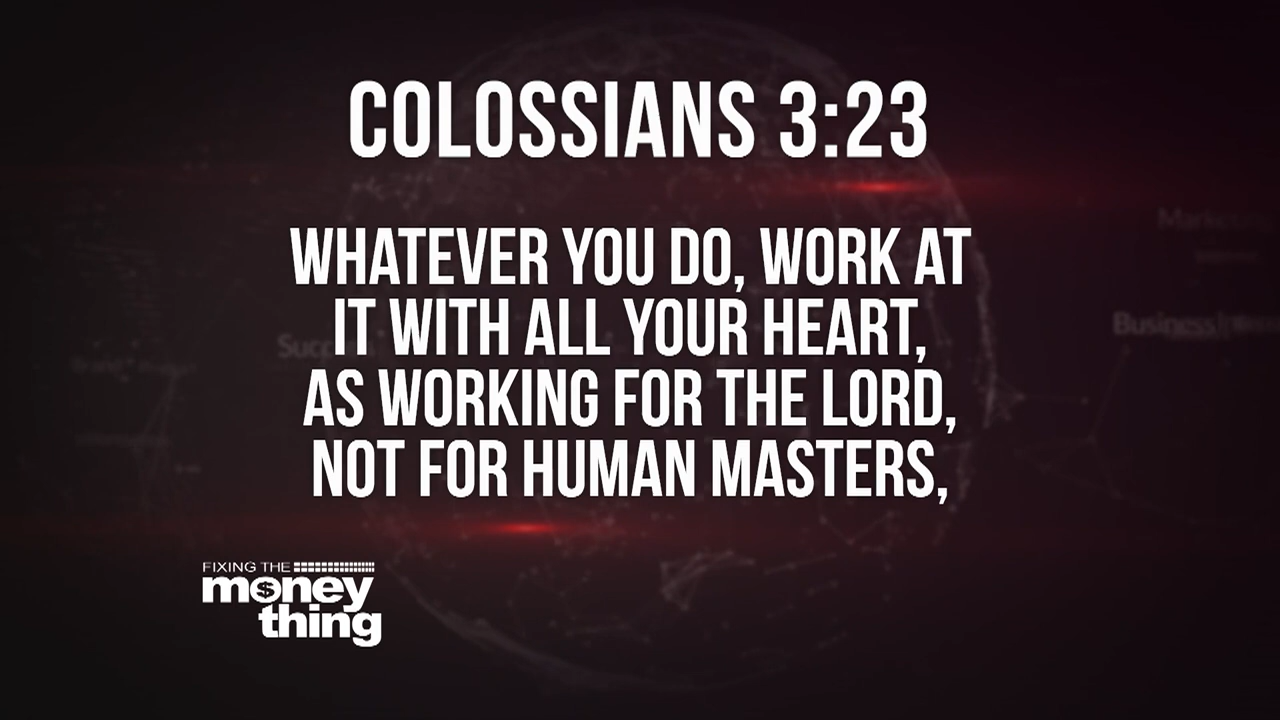 COLOSSIANS 3:23
WHATEVER YOU DO, WORK AT
IT WITH ALL YOUR HEART,
AS WORKING FOR THE LORD,
NOT FOR HUMAN MASTERS,
Business
FIXING THE
money
thing